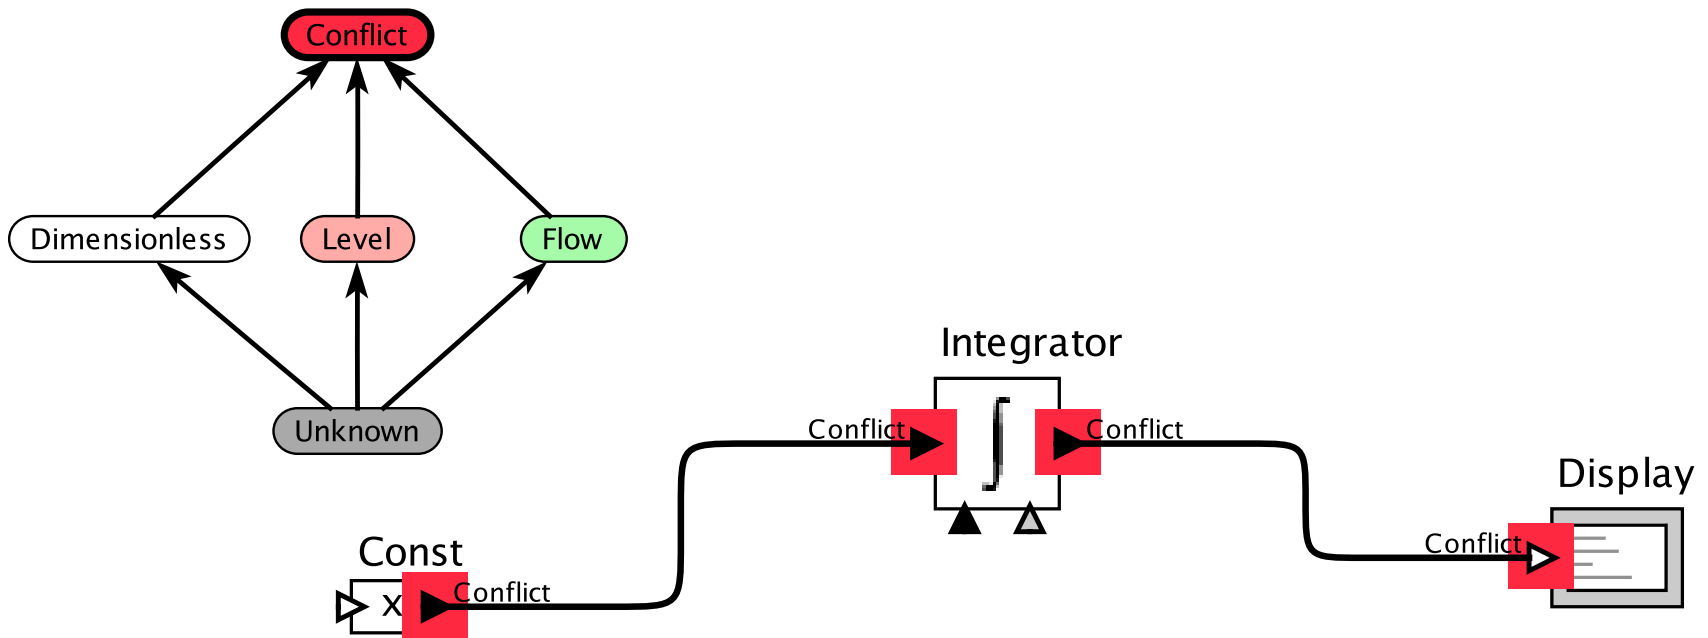 Conflict
Dimensionless
Level
Flow
Unknown
Integrator
Conflict
Conflict
∫
Display
Conflict
Const
x
Conflict